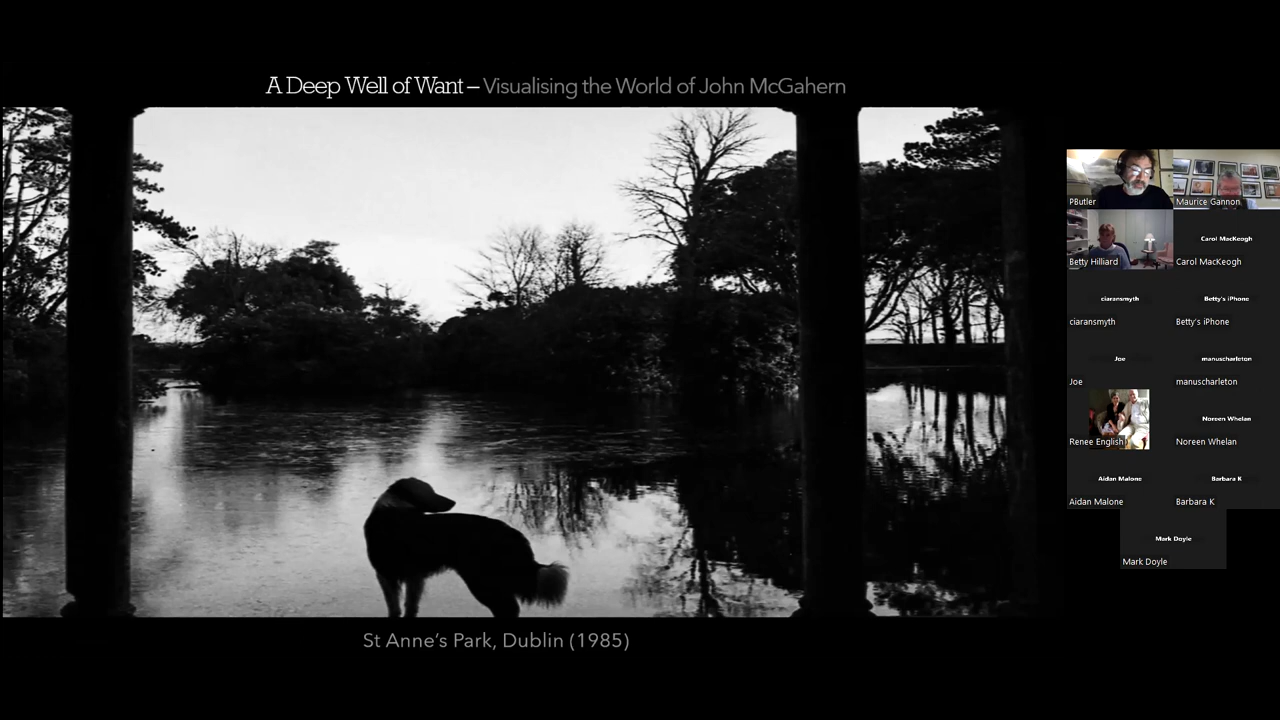 A Deep Well of Want – Visualising the World of John McGahern
St Anne's Park, Dublin (1985)
PButler
Maurice Gannon
Betty Hilliard
Carol MacKeogh
Carol MacKeogh
ciaransmyth
ciaransmyth
Betty's iPhone
Betty's iPhone
Joe
Joe
manuscharleton
manuscharleton
Renee English
Noreen Whelan
Noreen Whelan
Aidan Malone
Aidan Malone
Barbara K
Barbara K
Mark Doyle
Mark Doyle